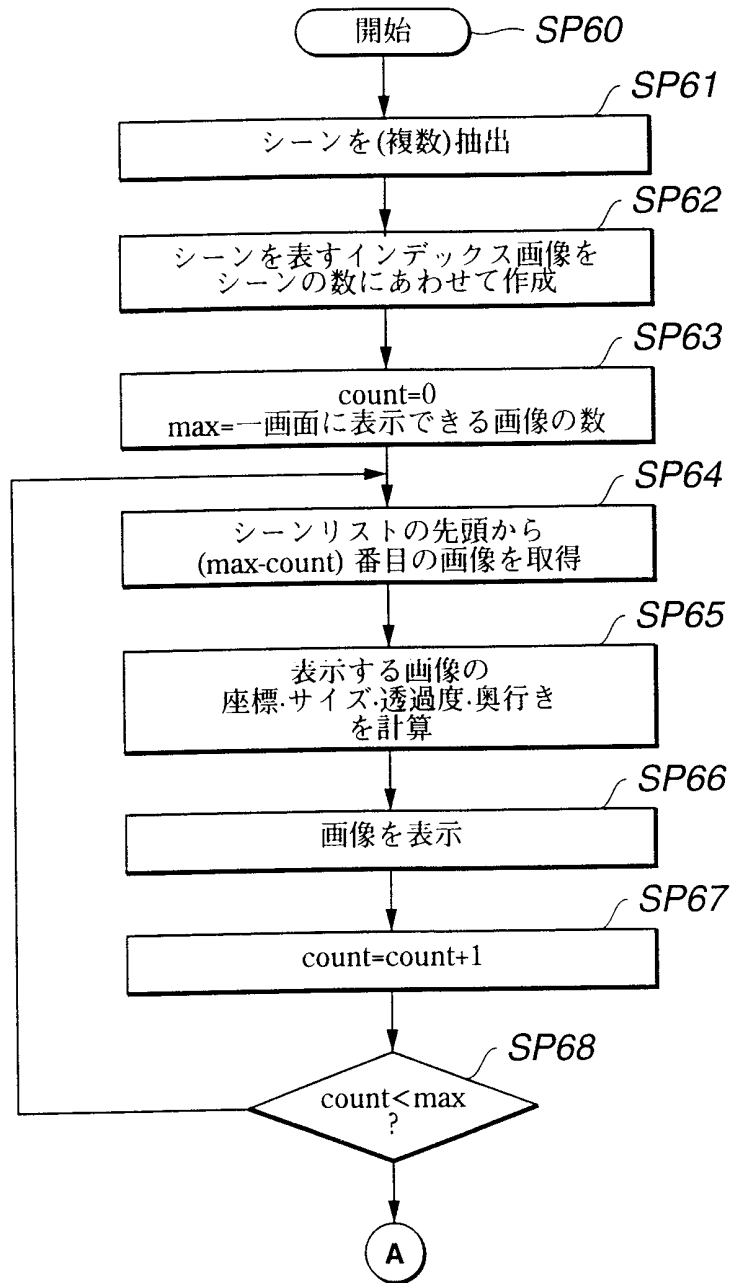 開始
SP60
SP61
シーンを(複数)抽出
SP62
シーンを表すインデックス画像を
シーンの数にあわせて作成
SP63
count=0
max=一画面に表示できる画像の数
SP64
シーンリストの先頭から
(max-count) 番目の画像を取得
SP65
表示する画像の
座標·サイズ·透過度·奥行き
を計算
SP66
画像を表示
SP67
count=count+1
SP68
count<max
?
A